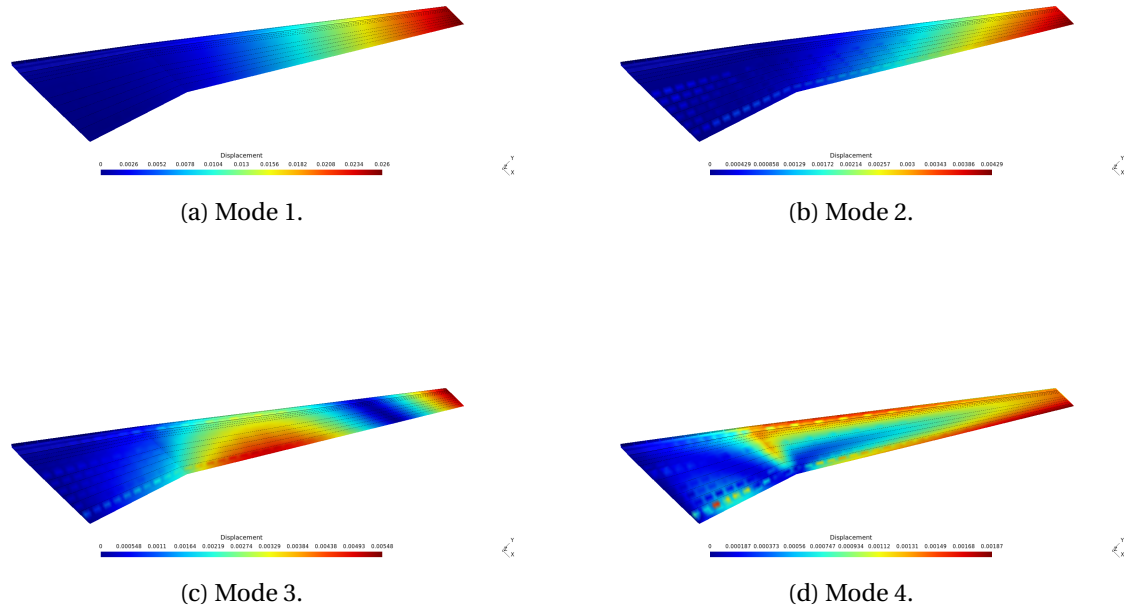 Displacement
0 0.0026 0.0052 0.0078 0.0104 0.013 0.0156 0.0182 0.0208 0.0234 0.026
Y
Z
X
(a) Mode 1.
Displacement
0 0.000429 0.000858 0.00129 0.00172 0.00214 0.00257 0.003 0.00343 0.00386 0.00429
Y
Z
X
(b) Mode 2.
Displacement
0 0.000548 0.0011 0.00164 0.00219 0.00274 0.00329 0.00384 0.00438 0.00493 0.00548
Y
Z
X
(c) Mode 3.
Displacement
0 0.000187 0.000373 0.00056 0.000747 0.000934 0.00112 0.00131 0.00149 0.00168 0.00187
Y
Z
X
(d) Mode 4.